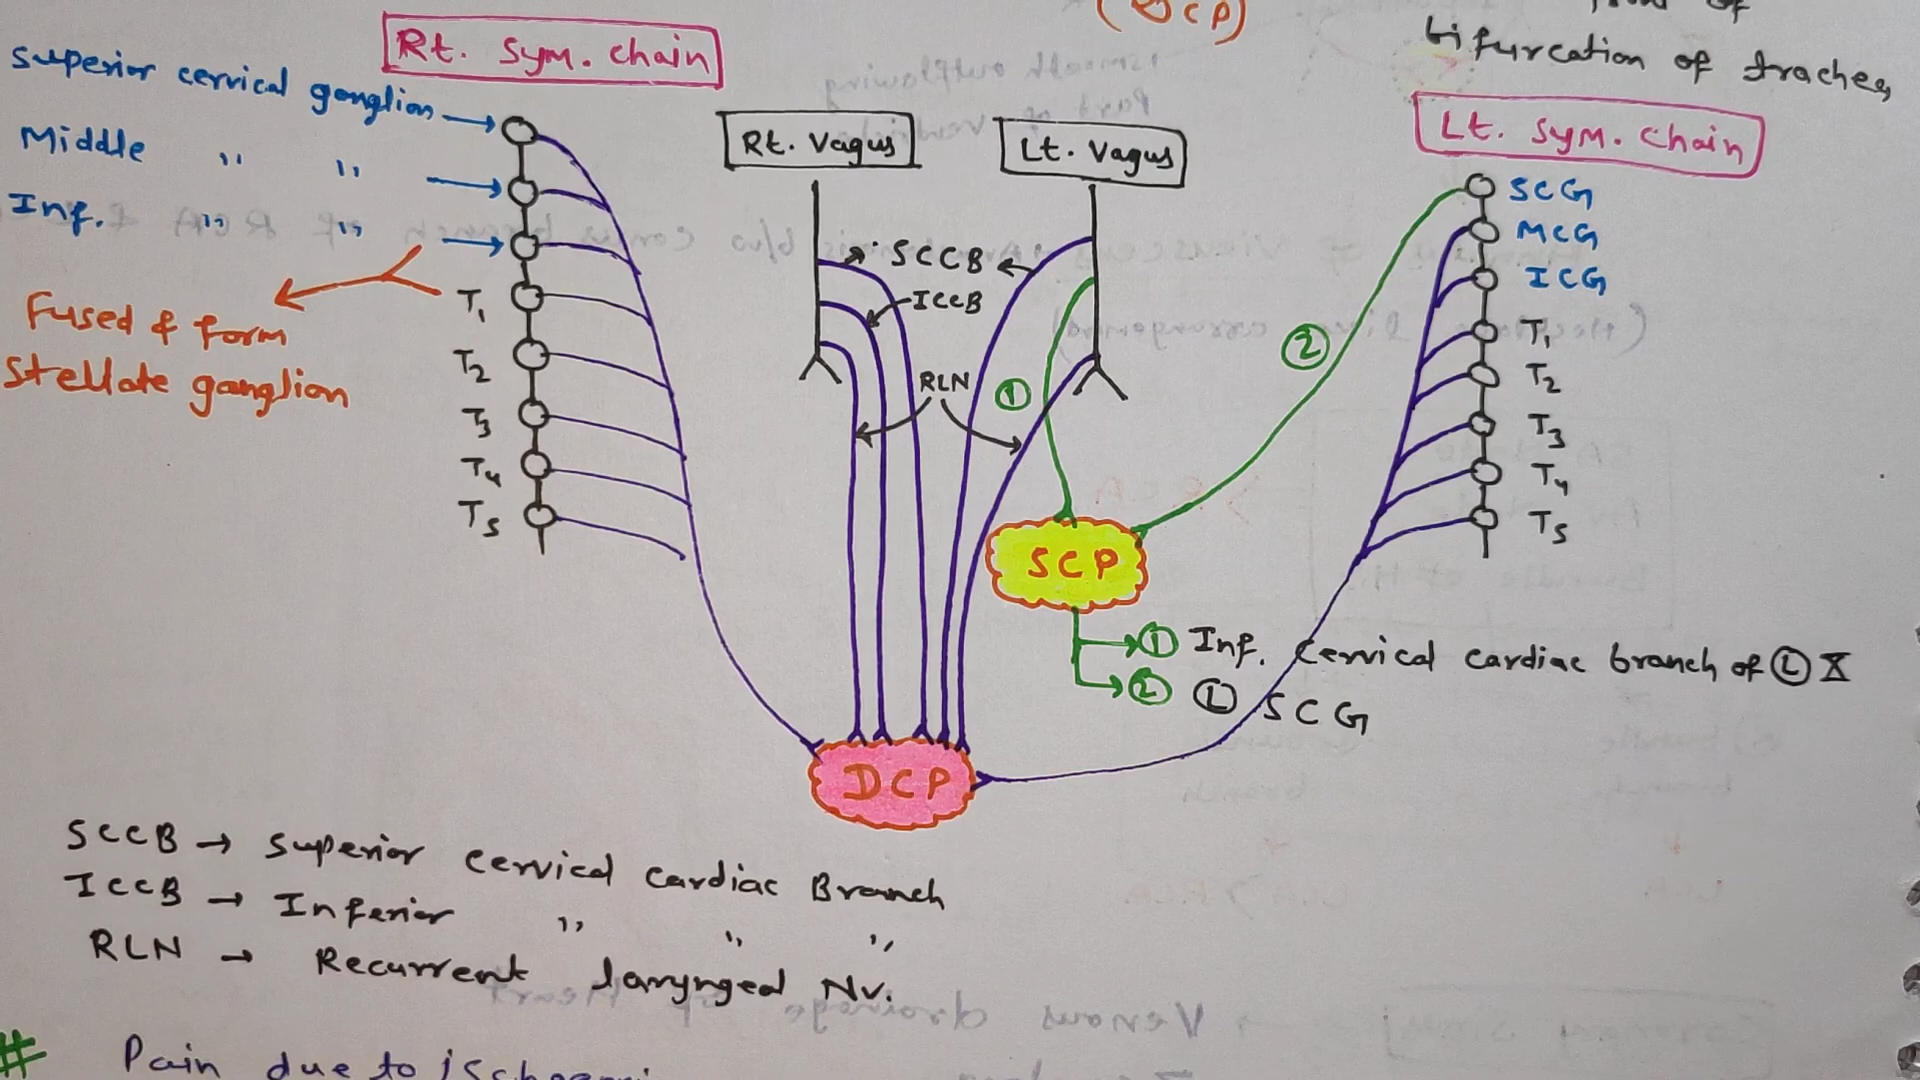 (DCP)
bifurcation of trachea
Rt. Sym. chain
superior cervical ganglion
Middle " "
Inf. " "
Fused & form
stellate ganglion
T1
T2
T3
T4
T5
Rt. Vagus
Lt. Vagus
SCCB
ICCB
RLN
①
②
Lt. Sym. Chain
SCG
MCG
ICG
T1
T2
T3
T4
T5
SCP
① Inf. Cervical cardiac branch of Ⓛ X
② Ⓛ SCG
DCP
SCCB → Superior Cervical Cardiac Branch
ICCB → Inferior " " "
RLN → Recurrent laryngeal Nv.
# Pain due to